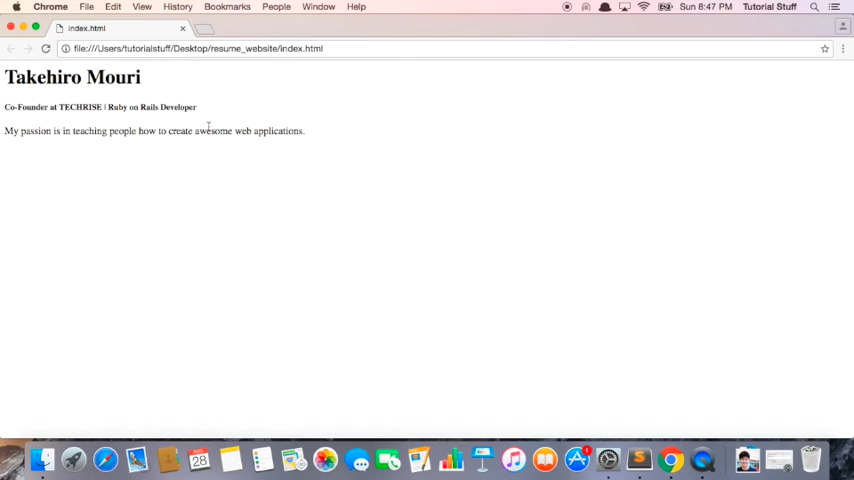 Chrome File Edit View History Bookmarks People Window Help Sun 8:47 PM Tutorial Stuff
index.html
file:///Users/tutorialstuff/Desktop/resume_website/index.html
Takehiro Mouri
Co-Founder at TECHRISE | Ruby on Rails Developer
My passion is in teaching people how to create awesome web applications.
28
1